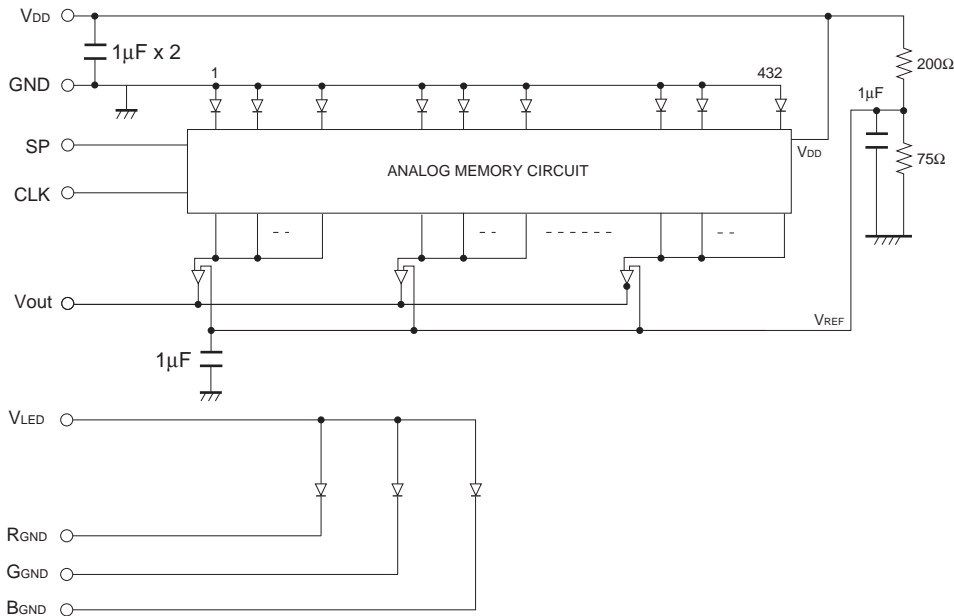 VDD
1µF x 2
GND
1
432
200Ω
1µF
SP
VDD
75Ω
ANALOG MEMORY CIRCUIT
CLK
Vout
VREF
1µF
VLED
RGND
GGND
BGND